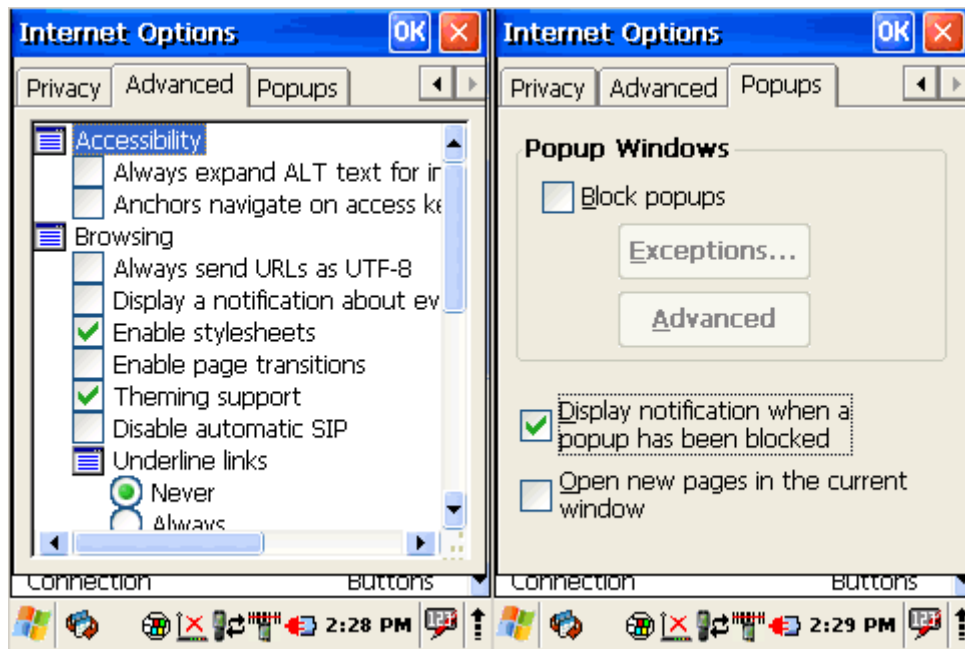 Internet Options OK
Privacy Advanced Popups
Accessibility
Always expand ALT text for
Anchors navigate on access
Browsing
Always send URLs as UTF-8
Display a notification about
Enable stylesheets
Enable page transitions
Theming support
Disable automatic SIP
Underline links
Never
Always
Connection Buttons
2:28 PM
Internet Options OK
Privacy Advanced Popups
Popup Windows
Block popups
Exceptions...
Advanced
Display notification when a
popup has been blocked
Open new pages in the current
window
Connection Buttons
2:29 PM